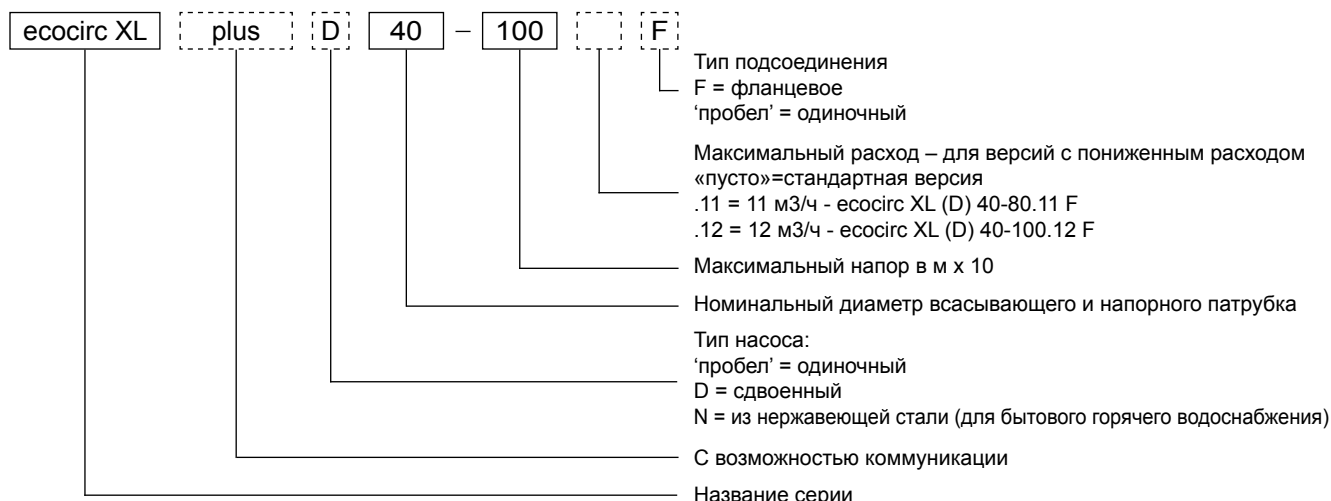 ecocirc XL plus D 40 – 100 F
Тип подсоединения
F = фланцевое
‘пробел’ = одиночный
Максимальный расход – для версий с пониженным расходом
«пусто»=стандартная версия
.11 = 11 м3/ч - ecocirc XL (D) 40-80.11 F
.12 = 12 м3/ч - ecocirc XL (D) 40-100.12 F
Максимальный напор в м x 10
Номинальный диаметр всасывающего и напорного патрубка
Тип насоса:
‘пробел’ = одиночный
D = сдвоенный
N = из нержавеющей стали (для бытового горячего водоснабжения)
С возможностью коммуникации
Название серии